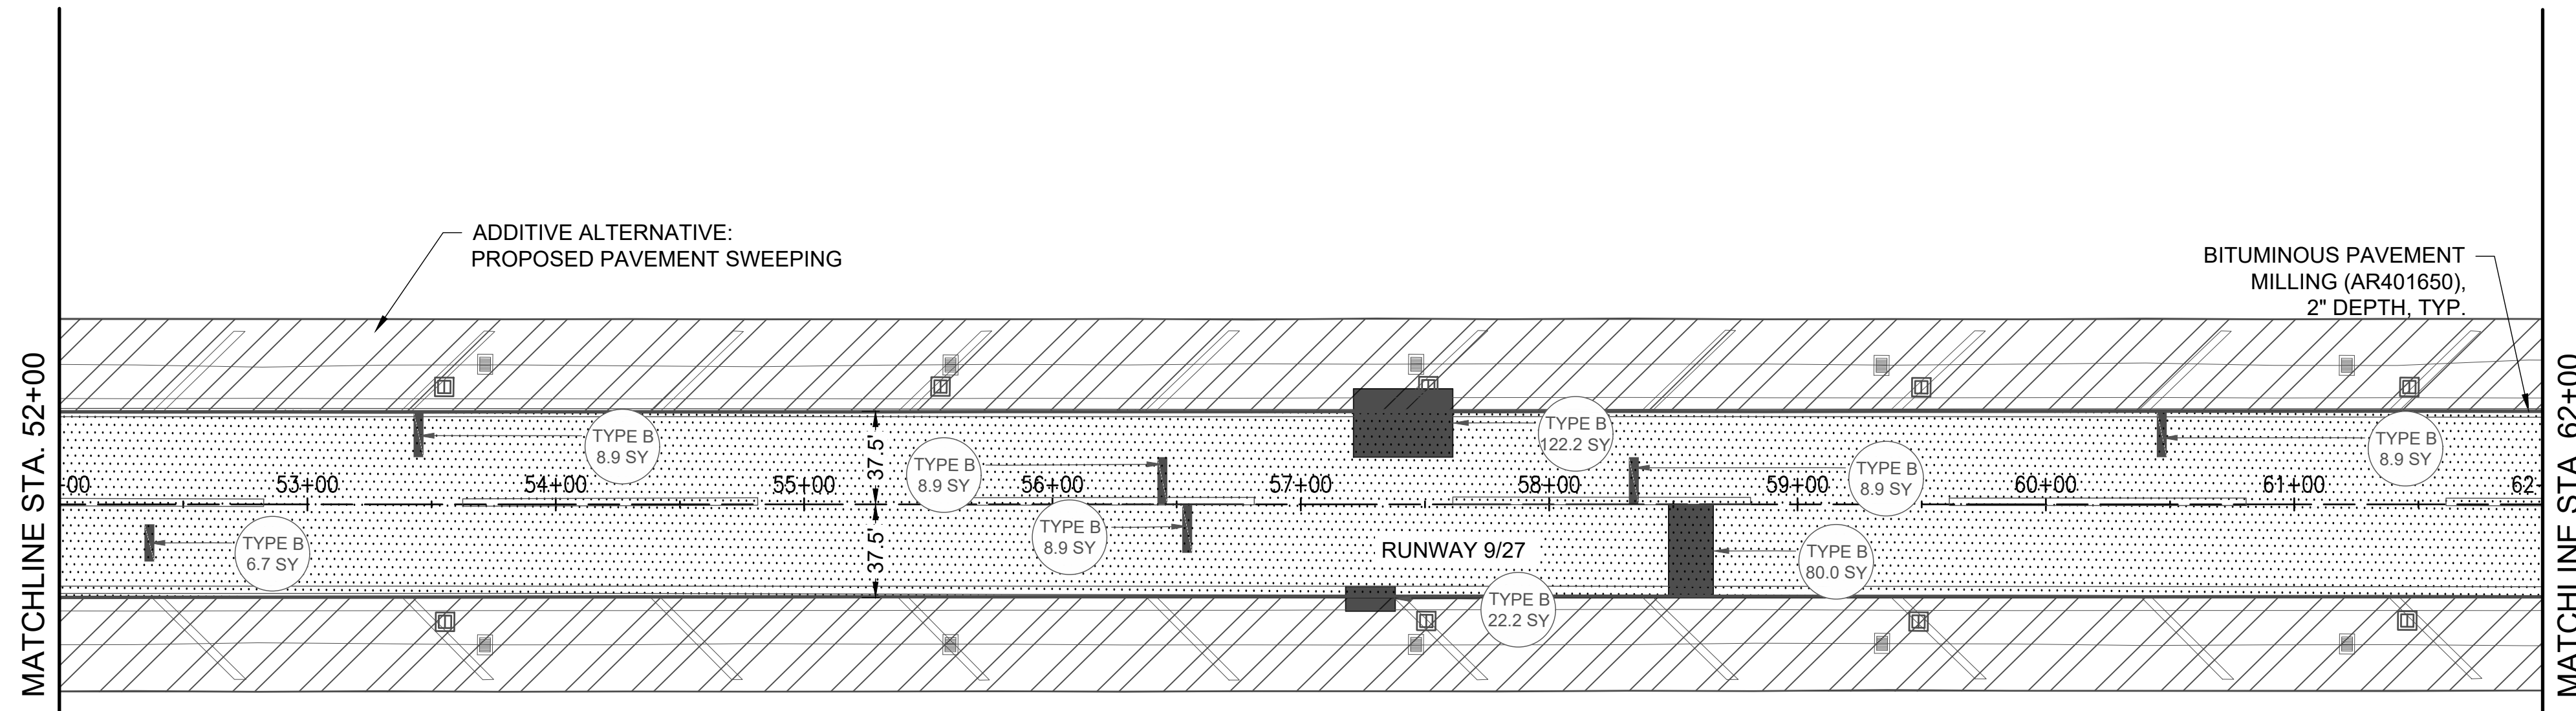 MATCHLINE STA. 52+00
ADDITIVE ALTERNATIVE:
PROPOSED PAVEMENT SWEEPING
BITUMINOUS PAVEMENT
MILLING (AR401650),
2" DEPTH, TYP.
TYPE B
8.9 SY
TYPE B
8.9 SY
TYPE B
122.2 SY
TYPE B
8.9 SY
TYPE B
8.9 SY
37.5'
+00
53+00
54+00
55+00
56+00
57+00
58+00
59+00
60+00
61+00
62+
TYPE B
6.7 SY
37.5'
TYPE B
8.9 SY
RUNWAY 9/27
TYPE B
80.0 SY
TYPE B
22.2 SY
MATCHLINE STA. 62+00